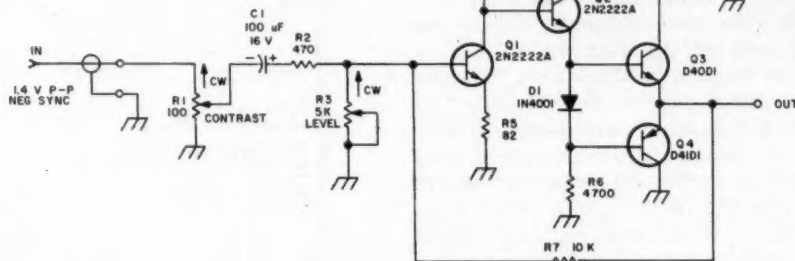 Q2
2N2222A
C1
100 uF
16 V
R2
470
Q1
2N2222A
Q3
D40D1
IN
1.4 V P-P
NEG SYNC
CW
R1
100
CONTRAST
CW
R3
5K
LEVEL
D1
1N4001
R5
82
OUT
Q4
D41D1
R6
4700
R7 10 K